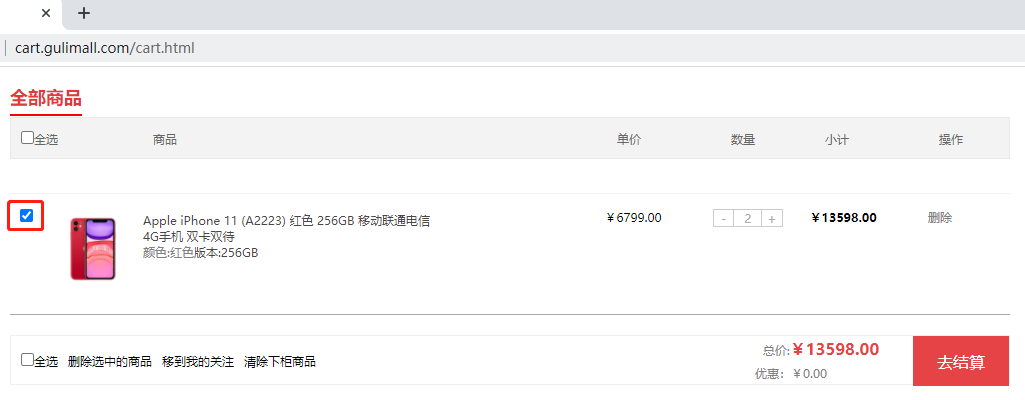 cart.gulimall.com/cart.html
全部商品
全选 商品 单价 数量 小计 操作
Apple iPhone 11 (A2223) 红色 256GB 移动联通电信 ¥6799.00 - 2 + ¥13598.00 删除
4G手机 双卡双待
颜色:红色版本:256GB
全选 删除选中的商品 移到我的关注 清除下柜商品 总价:¥13598.00 去结算
优惠: ¥0.00